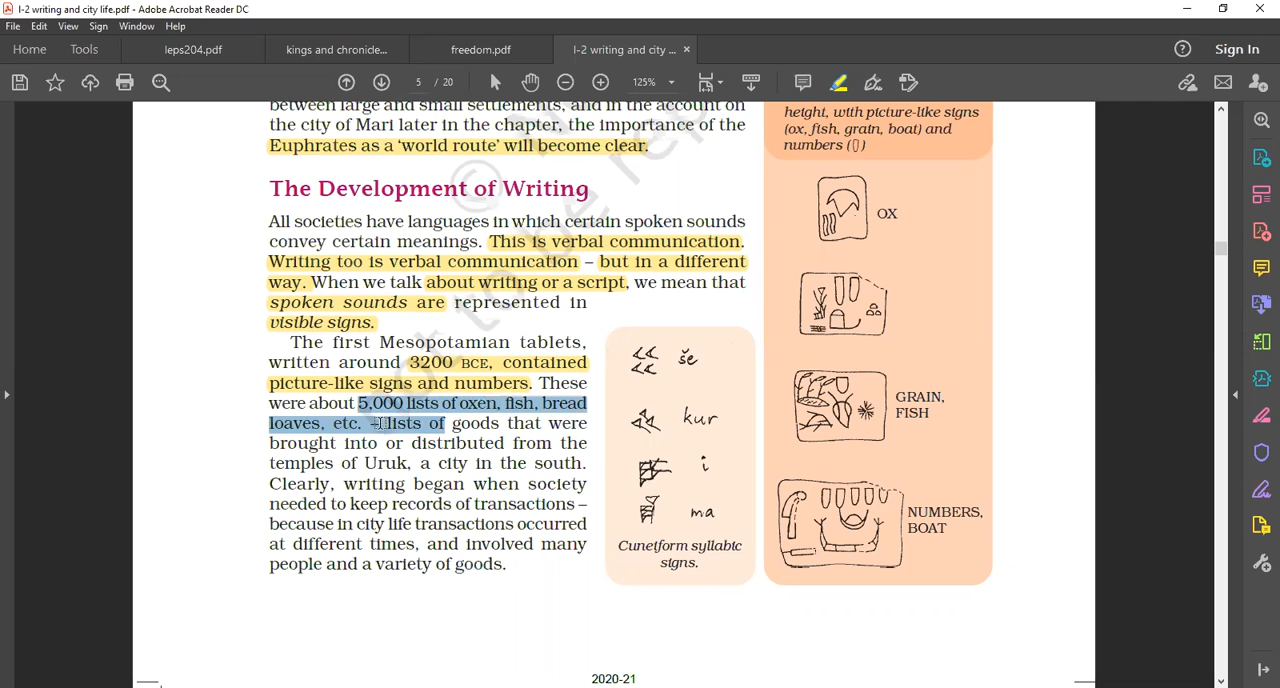 I-2 writing and city life.pdf - Adobe Acrobat Reader DC
File Edit View Sign Window Help
Home Tools leps204.pdf kings and chronicle... freedom.pdf I-2 writing and city ... × Sign In
5 / 20 125%
between large and small settlements, and in the account on
the city of Mari later in the chapter, the importance of the
Euphrates as a ‘world route’ will become clear.
The Development of Writing
All societies have languages in which certain spoken sounds
convey certain meanings. This is verbal communication.
Writing too is verbal communication – but in a different
way. When we talk about writing or a script, we mean that
spoken sounds are represented in
visible signs.
The first Mesopotamian tablets,
written around 3200 BCE, contained
picture-like signs and numbers. These
were about 5,000 lists of oxen, fish, bread
loaves, etc. – lists of goods that were
brought into or distributed from the
temples of Uruk, a city in the south.
Clearly, writing began when society
needed to keep records of transactions –
because in city life transactions occurred
at different times, and involved many
people and a variety of goods.
še
kur
i
ma
Cuneiform syllabic
signs.
height, with picture-like signs
(ox, fish, grain, boat) and
numbers ( )
OX
GRAIN,
FISH
NUMBERS,
BOAT
2020-21
© N
not to be rep